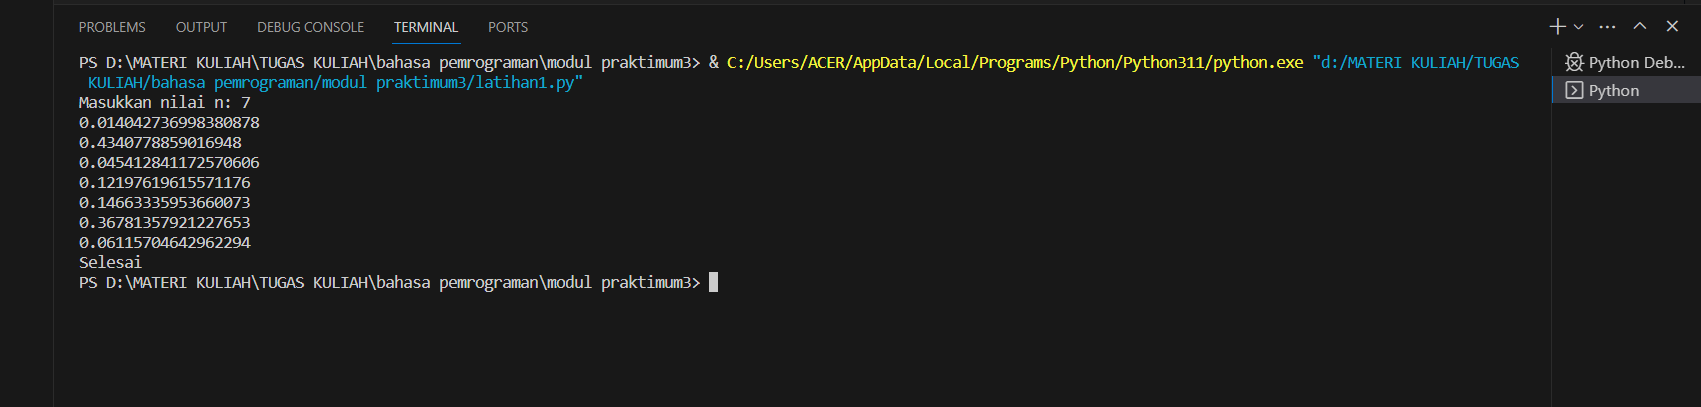 PROBLEMS OUTPUT DEBUG CONSOLE TERMINAL PORTS
PS D:\MATERI KULIAH\TUGAS KULIAH\bahasa pemrograman\modul praktimum3> & C:/Users/ACER/AppData/Local/Programs/Python/Python311/python.exe "d:/MATERI KULIAH/TUGAS
KULIAH/bahasa pemrograman/modul praktimum3/latihan1.py"
Masukkan nilai n: 7
0.014042736998380878
0.4340778859016948
0.045412841172570606
0.12197619615571176
0.14663335953660073
0.36781357921227653
0.06115704642962294
Selesai
PS D:\MATERI KULIAH\TUGAS KULIAH\bahasa pemrograman\modul praktimum3>
Python Deb...
Python